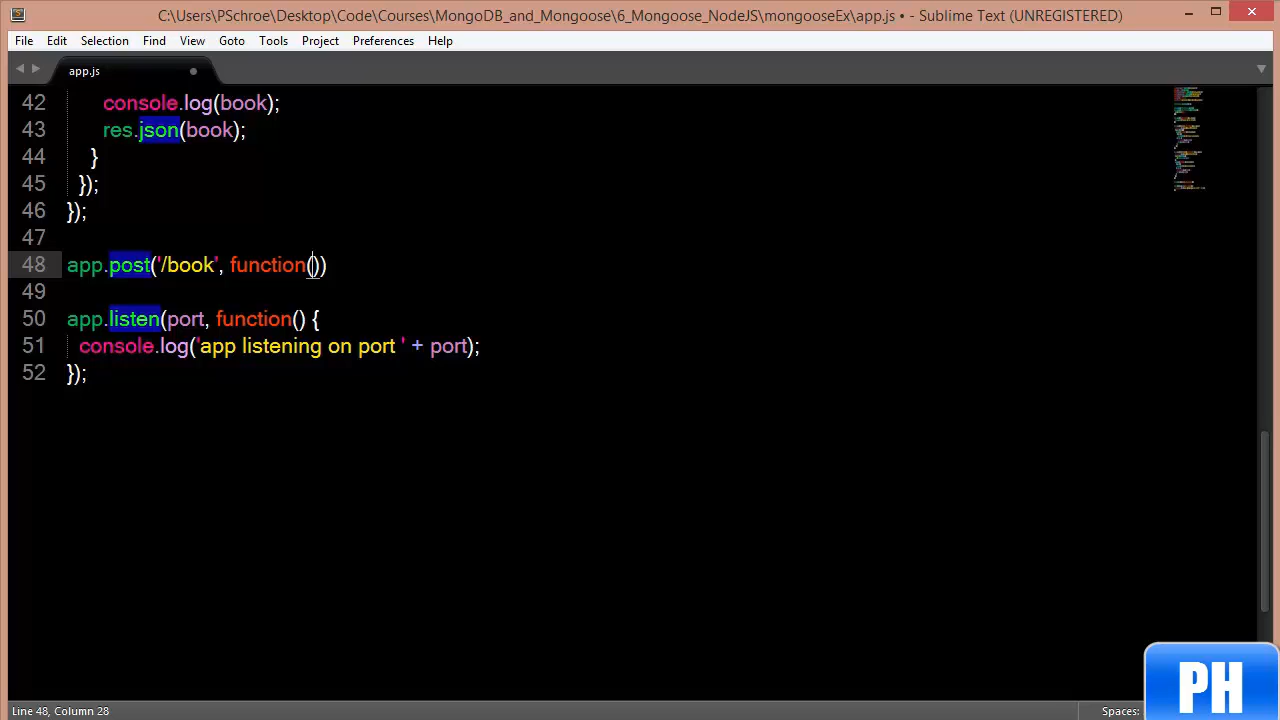 C:\Users\PSchroe\Desktop\Code\Courses\MongoDB_and_Mongoose\6_Mongoose_NodeJS\mongooseEx\app.js • - Sublime Text (UNREGISTERED)
File Edit Selection Find View Goto Tools Project Preferences Help
app.js
42 console.log(book);
43 res.json(book);
44 }
45 });
46 });
47
48 app.post('/book', function())
49
50 app.listen(port, function() {
51 console.log('app listening on port ' + port);
52 });
PH
Line 48, Column 28 Spaces: